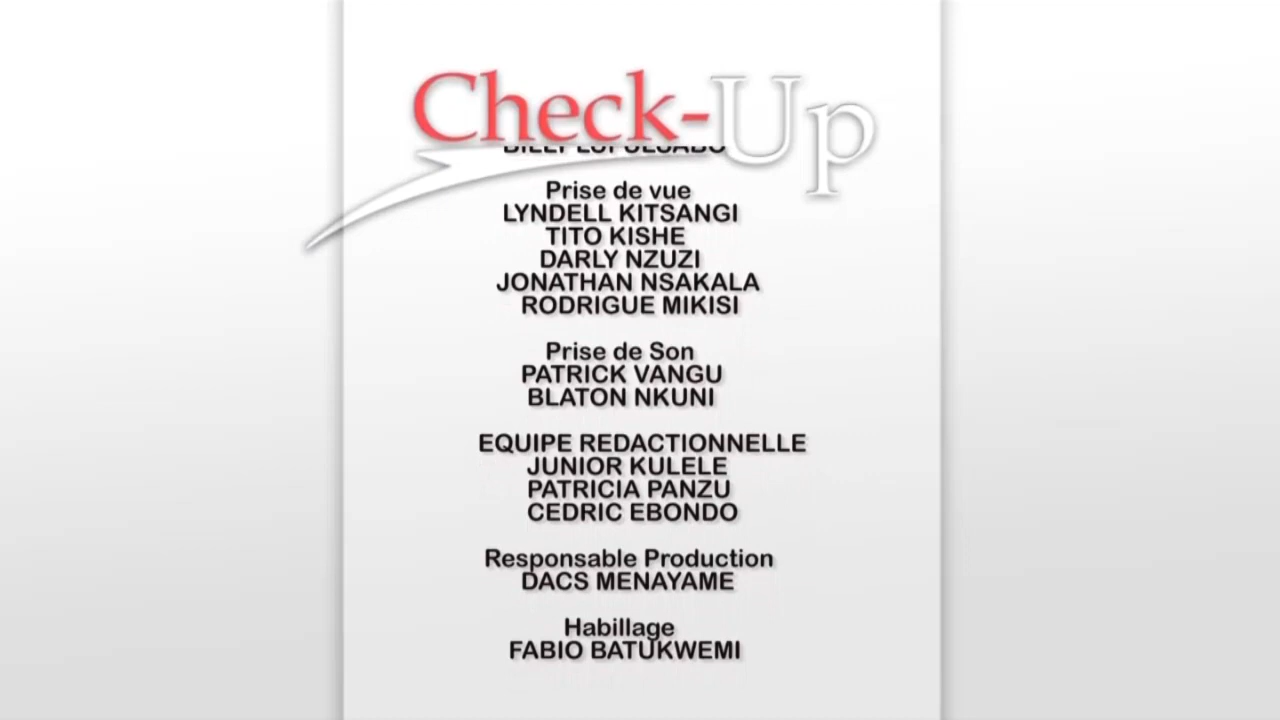 Check-Up
Prise de vue
LYNDELL KITSANGI
TITO KISHE
DARLY NZUZI
JONATHAN NSAKALA
RODRIGUE MIKISI
Prise de Son
PATRICK VANGU
BLATON NKUNI
EQUIPE REDACTIONNELLE
JUNIOR KULELE
PATRICIA PANZU
CEDRIC EBONDO
Responsable Production
DACS MENAYAME
Habillage
FABIO BATUKWEMI